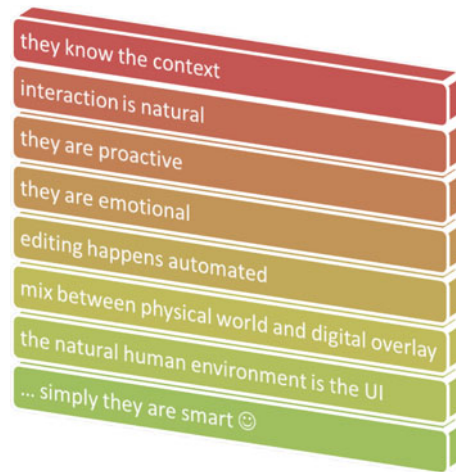 they know the context
interaction is natural
they are proactive
they are emotional
editing happens automated
mix between physical world and digital overlay
the natural human environment is the UI
... simply they are smart ☺